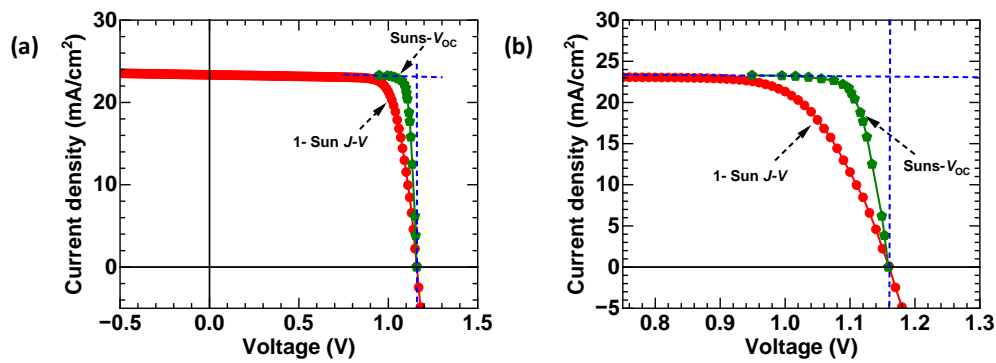 (a)
Current density (mA/cm²)
30
20
10
0
Suns-VOC
1- Sun J-V
-0.5
0.0
0.5
1.0
1.5
Voltage (V)
(b)
Current density (mA/cm²)
30
25
20
15
10
5
0
−5
1- Sun J-V
Suns-VOC
0.8
0.9
1.0
1.1
1.2
1.3
Voltage (V)